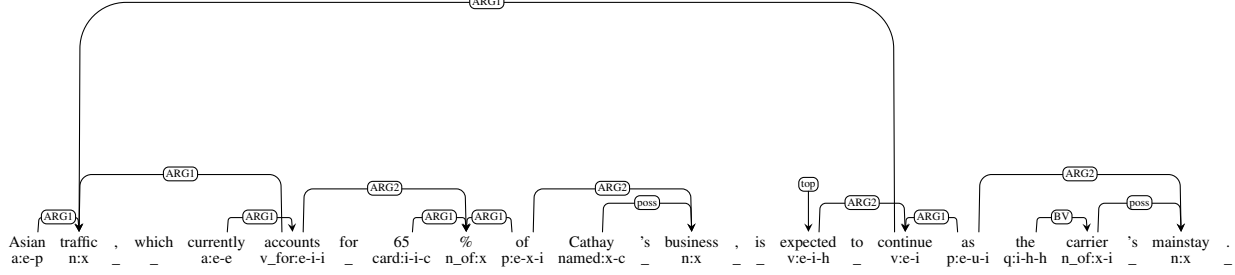 ARG1
ARG1 ARG2 top ARG2 ARG2
ARG1 ARG1 ARG1 ARG1 poss ARG1 BV poss
Asian traffic , which currently accounts for 65 % of Cathay 's business , is expected to continue as the carrier 's mainstay .
a:e-p n:x _ _ a:e-e v_for:e-i-i _ card:i-i-c n_of:x p:e-x-i named:x-c _ n:x _ _ v:e-i-h _ v:e-i p:e-u-i q:i-h-h n_of:x-i _ n:x _